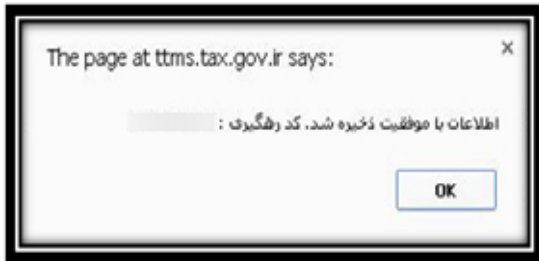 The page at ttms.tax.gov.ir says:
×
اطلاعات با موفقیت ذخیره شد. کد رهگیری :
OK